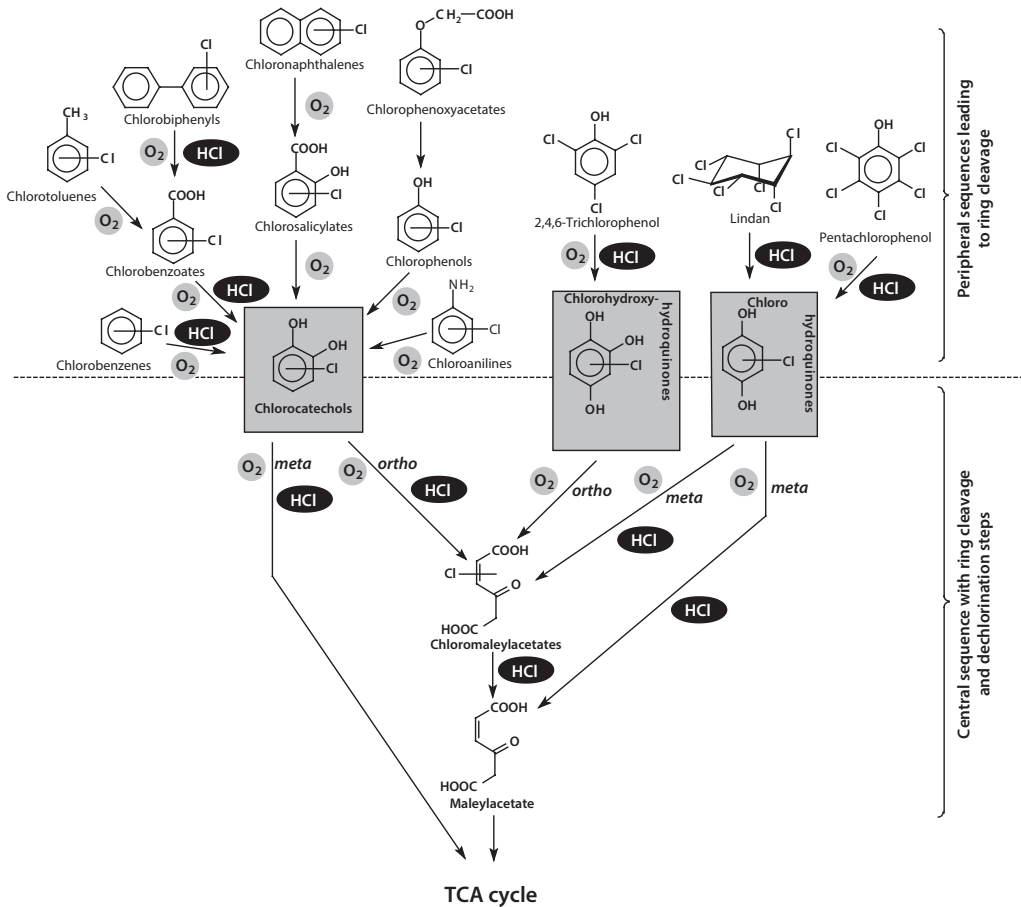 O—CH₂—COOH
Cl
Cl
Chloronaphthalenes
Cl
Chlorobiphenyls
O₂
Chlorophenoxyacetates
CH₃
Cl
Chlorotoluenes
O₂
HCl
COOH
OH
Cl
Chlorosalicylates
OH
Cl
OH
Cl
Cl
Cl
2,4,6-Trichlorophenol
Cl
Cl
Cl
Cl
Cl
Cl
Lindan
OH
Cl
Cl
Cl
Cl
Cl
Pentachlorophenol
O₂
COOH
Cl
Chlorobenzoates
O₂
Chlorophenols
O₂
HCl
HCl
O₂
HCl
O₂
HCl
O₂
NH₂
Cl
Chloroanilines
O₂
Cl
Chlorobenzenes
HCl
O₂
OH
OH
Cl
Chlorocatechols
Chlorohydroxy-
hydroquinones
OH
OH
Cl
OH
Chloro
hydroquinones
OH
Cl
OH
Peripheral sequences leading
to ring cleavage
O₂ meta
HCl
O₂ ortho
HCl
O₂ ortho
O₂ meta
HCl
O₂ meta
HCl
COOH
Cl
O
HOOC
Chloromaleylacetates
HCl
COOH
O
HOOC
Maleylacetate
Central sequence with ring cleavage
and dechlorination steps
TCA cycle